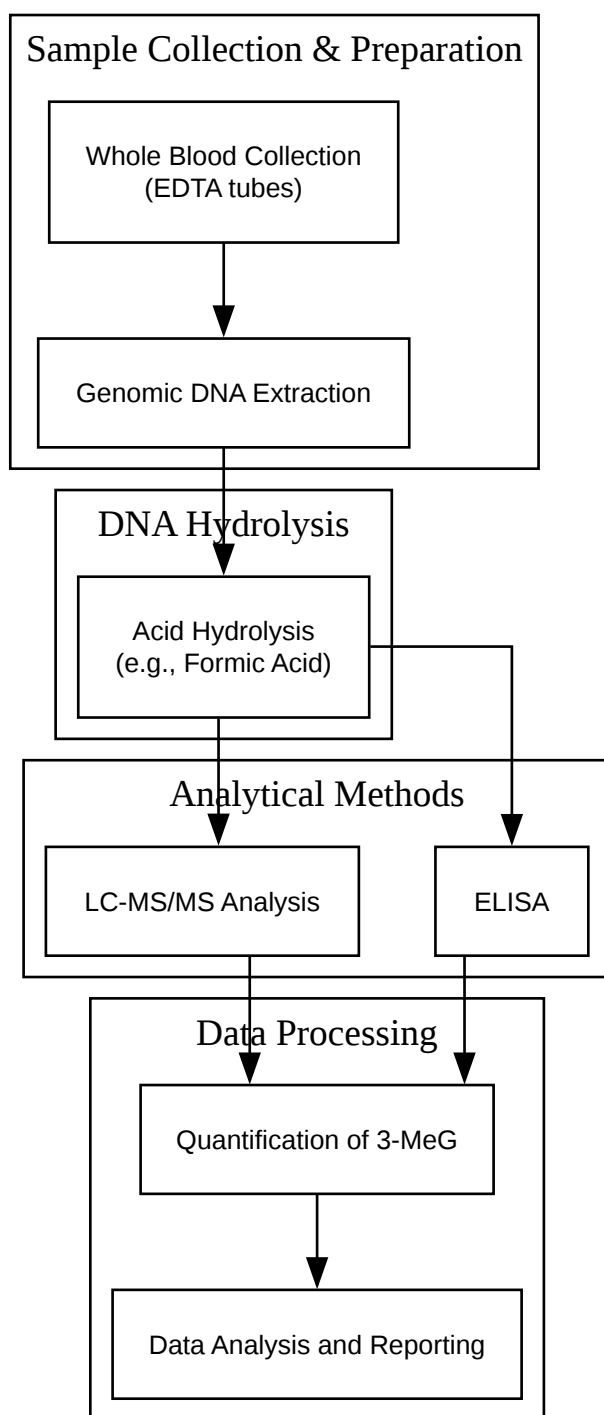 Sample Collection & Preparation
Whole Blood Collection
(EDTA tubes)
Genomic DNA Extraction
DNA Hydrolysis
Acid Hydrolysis
(e.g., Formic Acid)
Analytical Methods
LC-MS/MS Analysis
ELISA
Data Processing
Quantification of 3-MeG
Data Analysis and Reporting